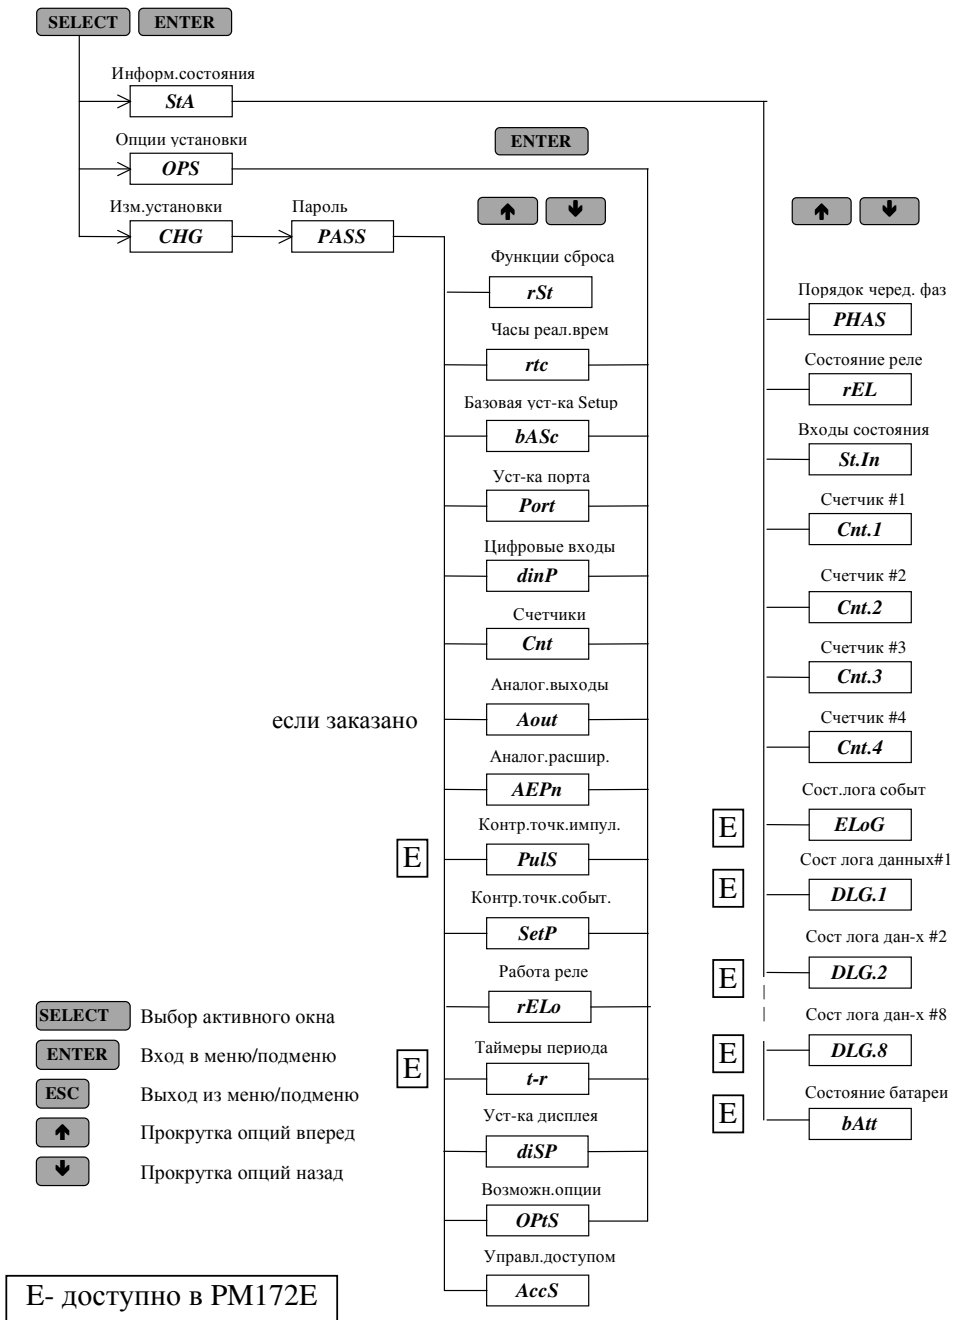 SELECT ENTER
Информ.состояния
StA
Опции установки
OPS
ENTER
Изм.установки
CHG
Пароль
PASS
Функции сброса
rSt
Часы реал.врем
rtc
Базовая уст-ка Setup
bASc
Уст-ка порта
Port
Цифровые входы
dinP
Счетчики
Cnt
если заказано
Аналог.выходы
Aout
Аналог.расшир.
AEPn
E
Контр.точк.импул.
PulS
Контр.точк.событ.
SetP
Работа реле
rELo
E
Таймеры периода
t-r
Уст-ка дисплея
diSP
Возможн.опции
OPtS
Управл.доступом
AccS
Порядок черед. фаз
PHAS
Состояние реле
rEL
Входы состояния
St.In
Счетчик #1
Cnt.1
Счетчик #2
Cnt.2
Счетчик #3
Cnt.3
Счетчик #4
Cnt.4
Сост.лога событ
E
ELoG
Сост лога данных#1
E
DLG.1
Сост лога дан-х #2
E
DLG.2
Сост лога дан-х #8
E
DLG.8
Состояние батареи
E
bAtt
SELECT Выбор активного окна
ENTER Вход в меню/подменю
ESC Выход из меню/подменю
Прокрутка опций вперед
Прокрутка опций назад
E- доступно в PM172E